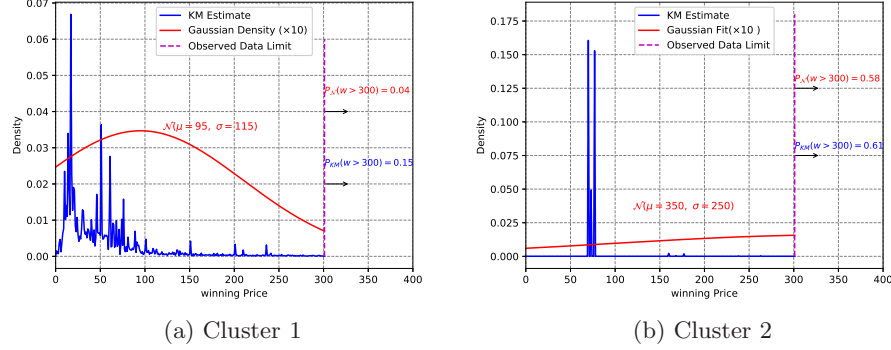 KM Estimate
Gaussian Density (×10)
Observed Data Limit
0.07
0.06
0.05
0.04
0.03
0.02
0.01
0.00
Density
P𝒩(w > 300) = 0.04
𝒩(μ = 95, σ = 115)
P_KM(w > 300) = 0.15
0 50 100 150 200 250 300 350 400
winning Price
(a) Cluster 1
KM Estimate
Gaussian Fit(×10 )
Observed Data Limit
0.175
0.150
0.125
0.100
0.075
0.050
0.025
0.000
Density
P𝒩(w > 300) = 0.58
P_KM(w > 300) = 0.61
𝒩(μ = 350, σ = 250)
0 50 100 150 200 250 300 350 400
winning Price
(b) Cluster 2